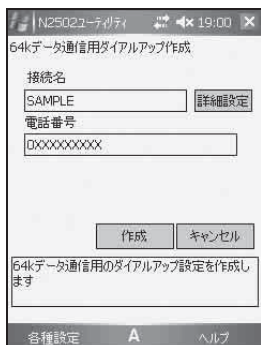 N2502ユーティリティ 19:00
64kデータ通信用ダイアルアップ作成
接続名
SAMPLE 詳細設定
電話番号
0XXXXXXXXX
作成 キャンセル
64kデータ通信用のダイアルアップ設定を作成し
ます
各種設定 A ヘルプ